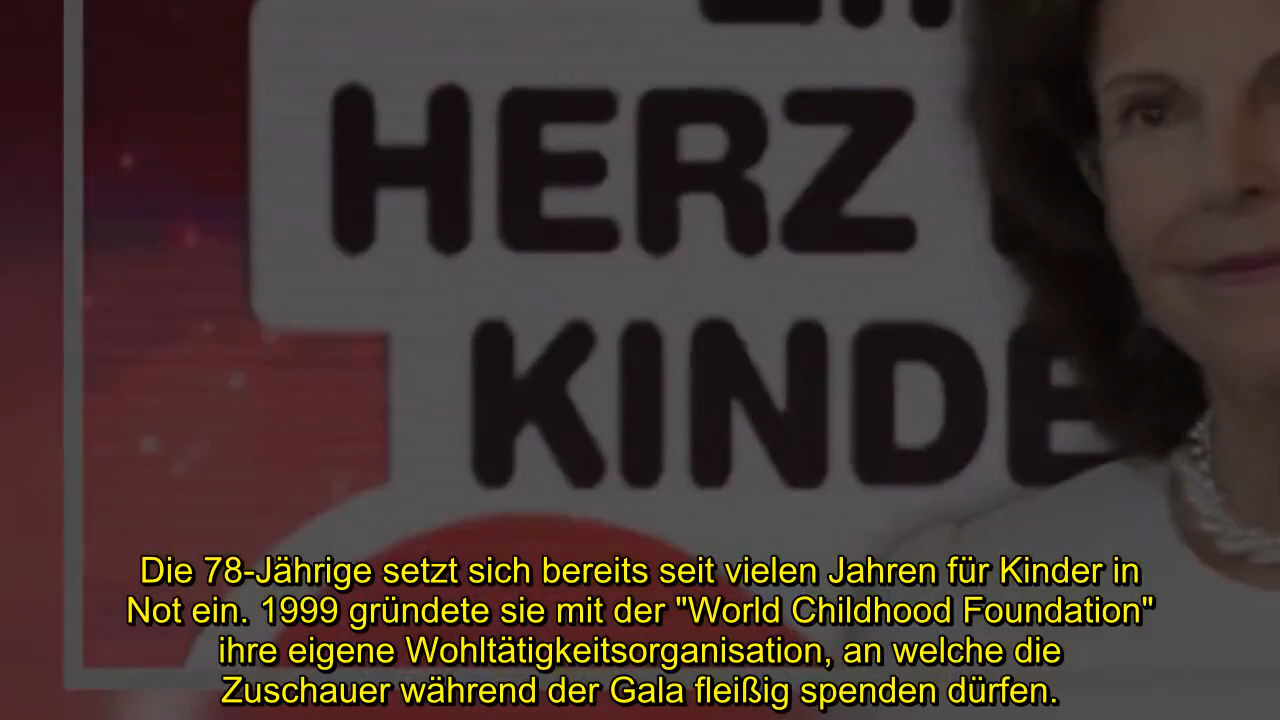 HERZ
KINDE
Die 78-Jährige setzt sich bereits seit vielen Jahren für Kinder in
Not ein. 1999 gründete sie mit der "World Childhood Foundation"
ihre eigene Wohltätigkeitsorganisation, an welche die
Zuschauer während der Gala fleißig spenden dürfen.